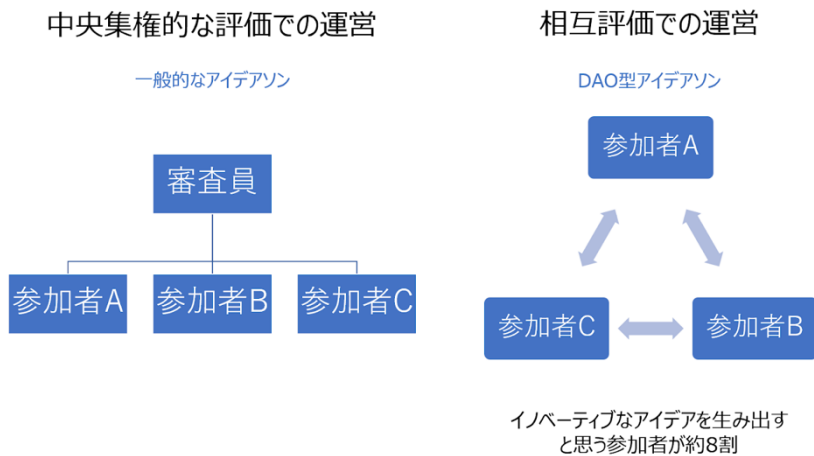 中央集権的な評価での運営
一般的なアイデアソン
審査員
参加者A
参加者B
参加者C
相互評価での運営
DAO型アイデアソン
参加者A
参加者C
参加者B
イノベーティブなアイデアを生み出す
と思う参加者が約8割